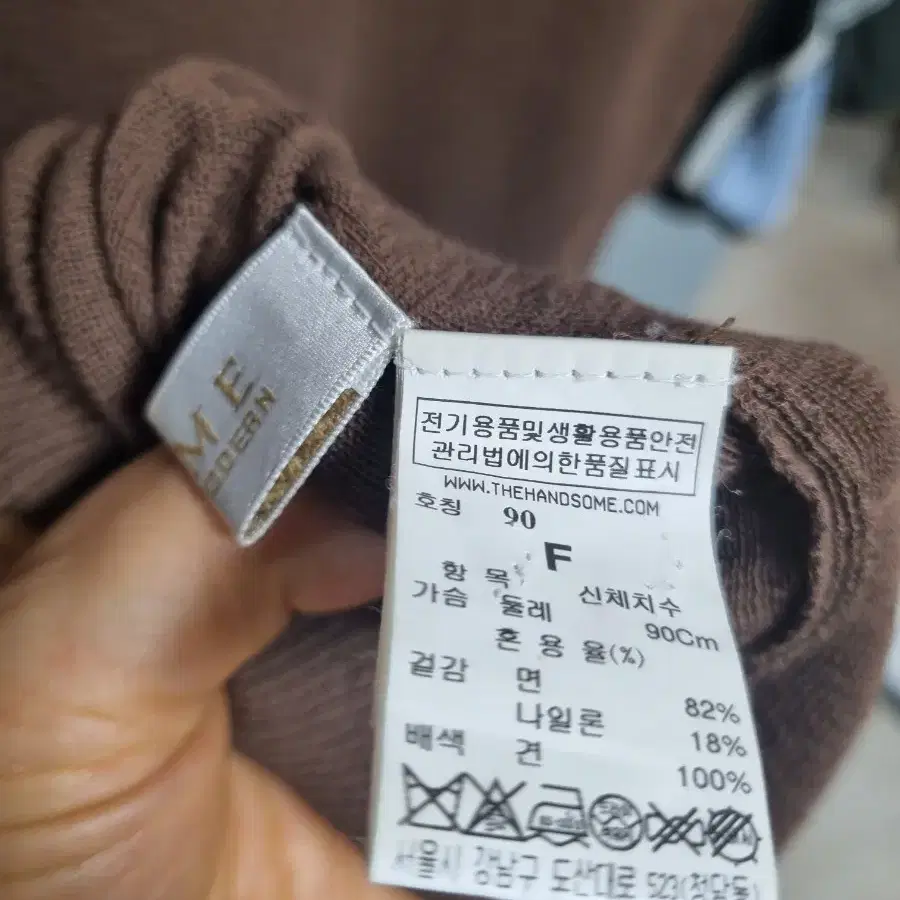 ME
전기용품및생활용품안전
관리법에의한품질표시
WWW.THEHANDSOME.COM
호칭 90
F
항 목 신체치수
가슴 둘레 90Cm
혼 용 율(%)
겉감 면 82%
나일론 18%
배색 견 100%
서울시 강남구 도산대로 523(청담동)